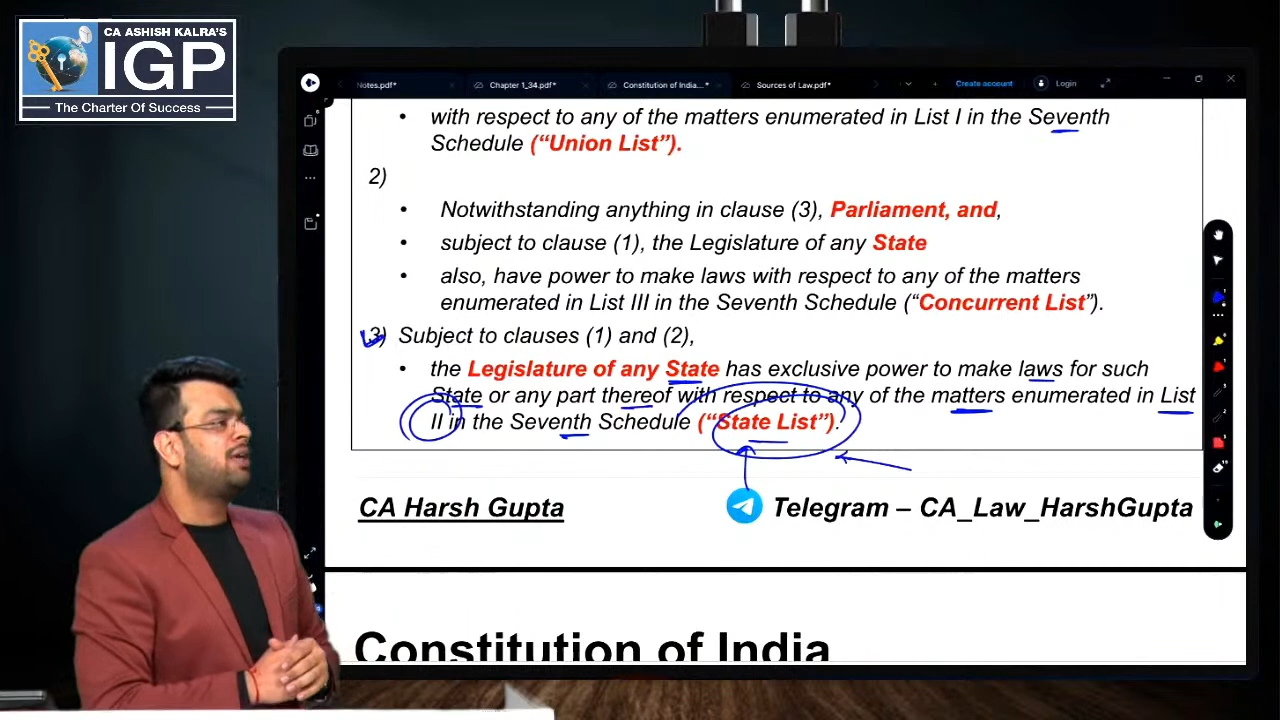 CA ASHISH KALRA'S
IGP
The Charter Of Success
Notes.pdf*
Chapter 1_34.pdf*
Constitution of India...*
Sources of Law.pdf*
Create account
Login
• with respect to any of the matters enumerated in List I in the Seventh
Schedule (“Union List”).
2)
• Notwithstanding anything in clause (3), Parliament, and,
• subject to clause (1), the Legislature of any State
• also, have power to make laws with respect to any of the matters
enumerated in List III in the Seventh Schedule (“Concurrent List”).
3) Subject to clauses (1) and (2),
• the Legislature of any State has exclusive power to make laws for such
State or any part thereof with respect to any of the matters enumerated in List
II in the Seventh Schedule (“State List”).
CA Harsh Gupta
Telegram – CA_Law_HarshGupta
Constitution of India